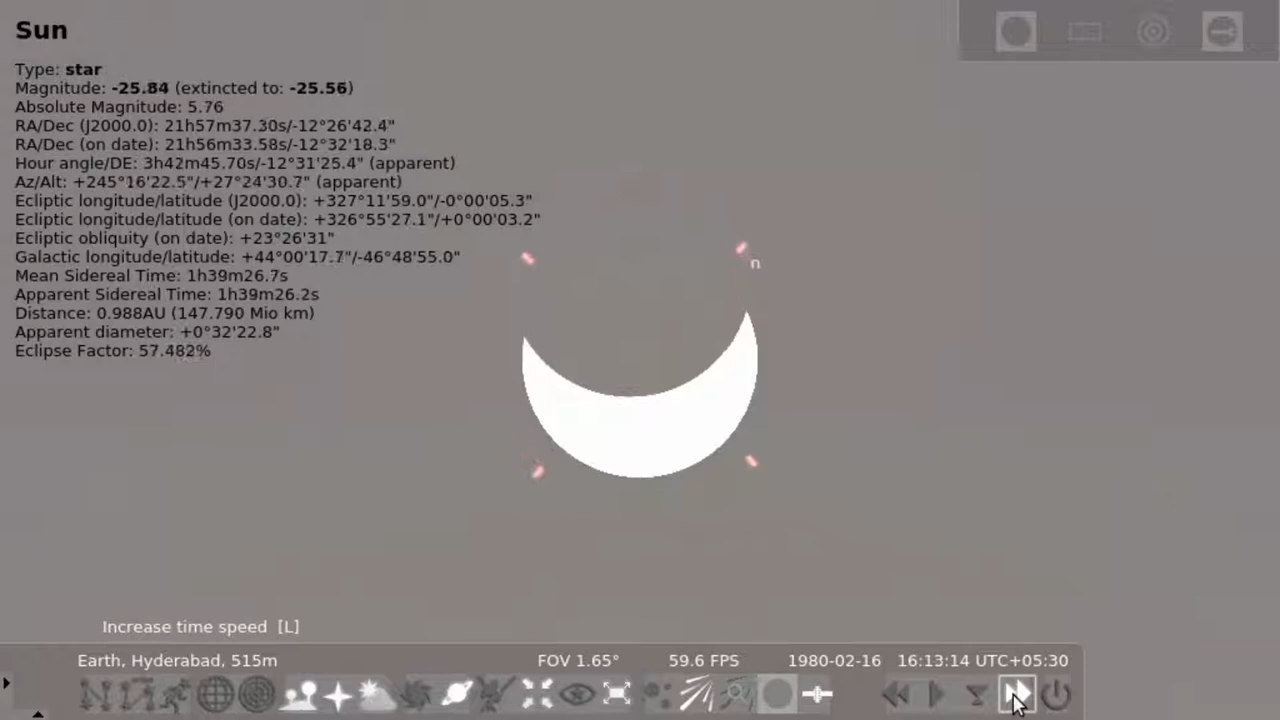 Sun
Type: star
Magnitude: -25.84 (extincted to: -25.56)
Absolute Magnitude: 5.76
RA/Dec (J2000.0): 21h57m37.30s/-12°26'42.4"
RA/Dec (on date): 21h56m33.58s/-12°32'18.3"
Hour angle/DE: 3h42m45.70s/-12°31'25.4" (apparent)
Az/Alt: +245°16'22.5"/+27°24'30.7" (apparent)
Ecliptic longitude/latitude (J2000.0): +327°11'59.0"/-0°00'05.3"
Ecliptic longitude/latitude (on date): +326°55'27.1"/+0°00'03.2"
Ecliptic obliquity (on date): +23°26'31"
Galactic longitude/latitude: +44°00'17.7"/-46°48'55.0"
Mean Sidereal Time: 1h39m26.7s
Apparent Sidereal Time: 1h39m26.2s
Distance: 0.988AU (147.790 Mio km)
Apparent diameter: +0°32'22.8"
Eclipse Factor: 57.482%
n
Increase time speed [L]
Earth, Hyderabad, 515m FOV 1.65° 59.6 FPS 1980-02-16 16:13:14 UTC+05:30